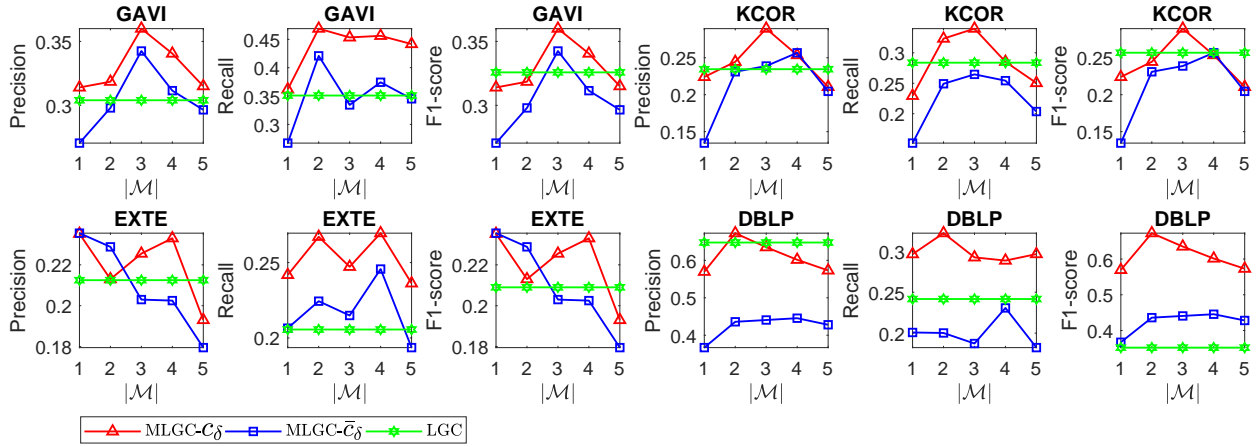 GAVI GAVI GAVI KCOR KCOR KCOR
Precision
0.35
0.3
1 2 3 4 5
|ℳ|
Recall
0.45
0.4
0.35
0.3
1 2 3 4 5
|ℳ|
F1-score
0.35
0.3
1 2 3 4 5
|ℳ|
Precision
0.25
0.2
0.15
1 2 3 4 5
|ℳ|
Recall
0.3
0.25
0.2
1 2 3 4 5
|ℳ|
F1-score
0.25
0.2
0.15
1 2 3 4 5
|ℳ|
EXTE EXTE EXTE DBLP DBLP DBLP
Precision
0.22
0.2
0.18
1 2 3 4 5
|ℳ|
Recall
0.25
0.2
1 2 3 4 5
|ℳ|
F1-score
0.22
0.2
0.18
1 2 3 4 5
|ℳ|
Precision
0.6
0.5
0.4
1 2 3 4 5
|ℳ|
Recall
0.3
0.25
0.2
1 2 3 4 5
|ℳ|
F1-score
0.6
0.5
0.4
1 2 3 4 5
|ℳ|
MLGC-𝒞δ MLGC-𝒞̅δ LGC